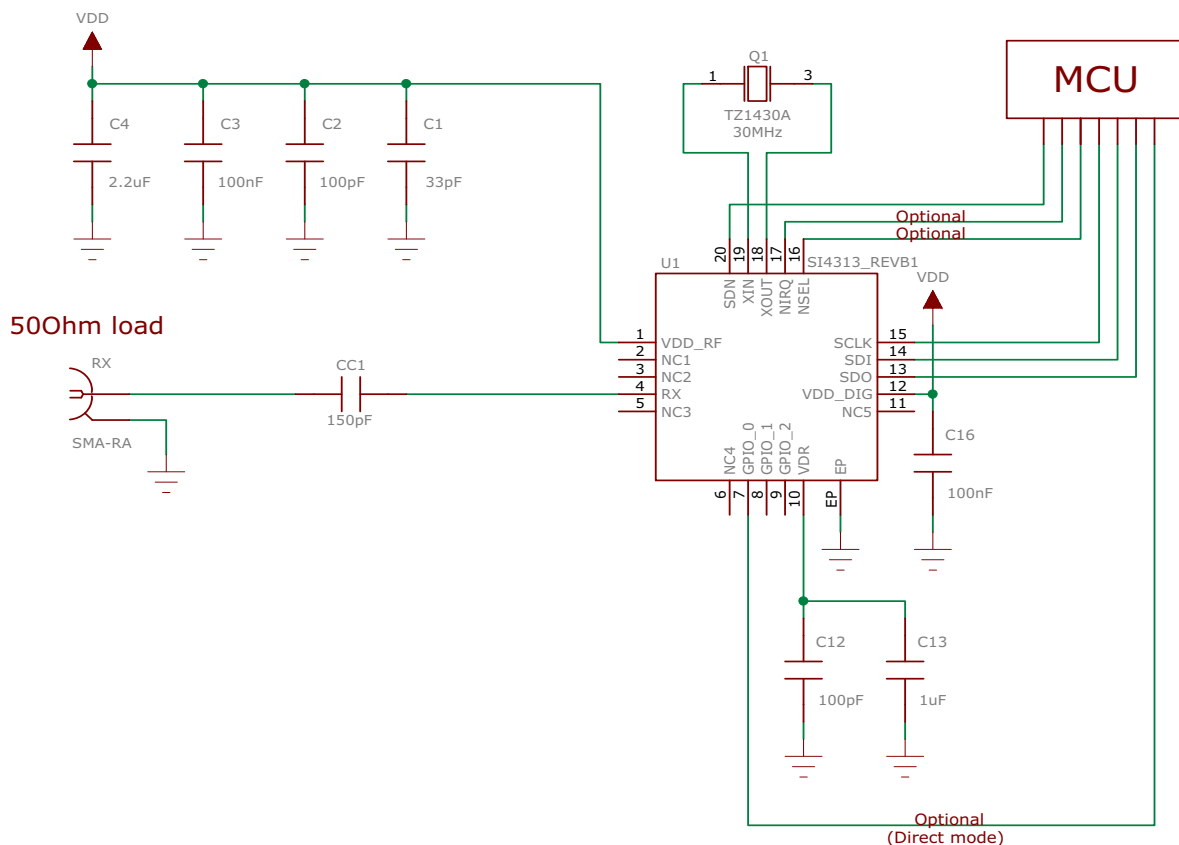 VDD
Q1
1
3
TZ1430A
30MHz
MCU
C4
2.2uF
C3
100nF
C2
100pF
C1
33pF
Optional
Optional
20
19
18
17
16
U1
SI4313_REVB1
SDN
XIN
XOUT
NIRQ
NSEL
VDD
50Ohm load
RX
SMA-RA
CC1
150pF
1
VDD_RF
2
NC1
3
NC2
4
RX
5
NC3
SCLK
15
SDI
14
SDO
13
VDD_DIG
12
NC5
11
C16
100nF
NC4
GPIO_0
GPIO_1
GPIO_2
VDR
EP
6
7
8
9
10
EP
C12
100pF
C13
1uF
Optional
(Direct mode)